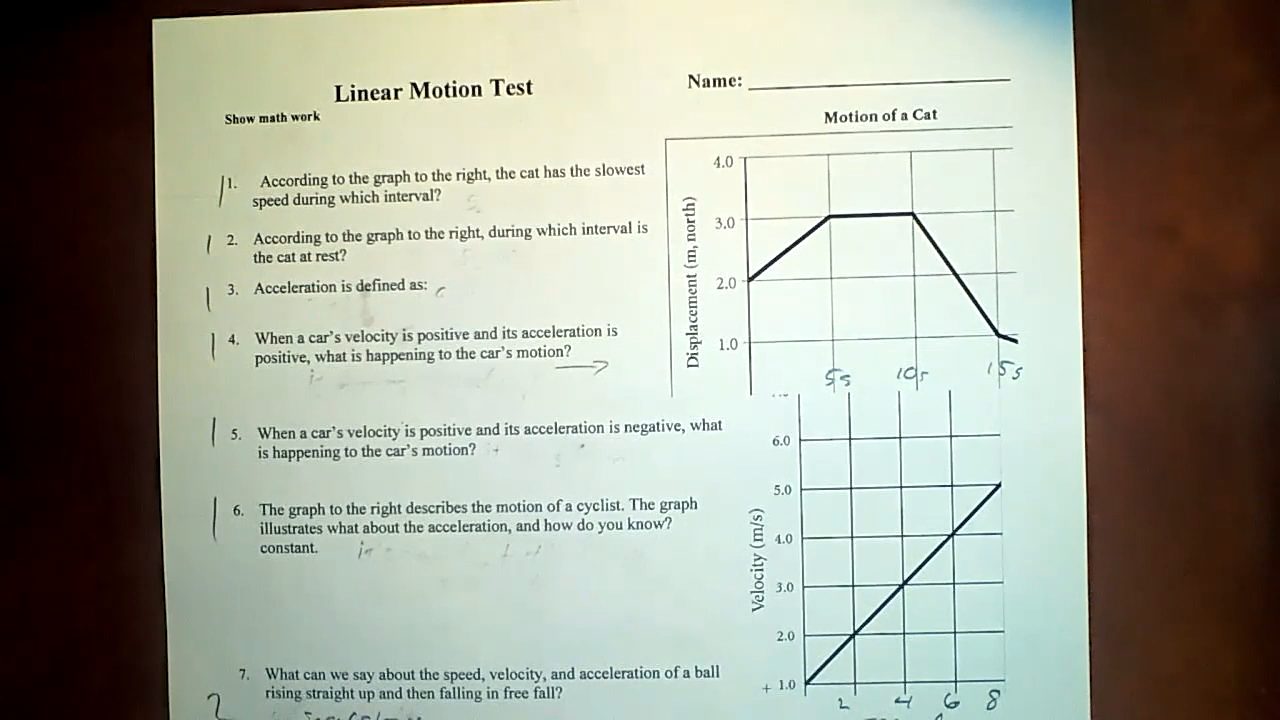 Linear Motion Test
Name:
Show math work
Motion of a Cat
1. According to the graph to the right, the cat has the slowest
speed during which interval?
2. According to the graph to the right, during which interval is
the cat at rest?
3. Acceleration is defined as:
4. When a car's velocity is positive and its acceleration is
positive, what is happening to the car's motion?
5. When a car's velocity is positive and its acceleration is negative, what
is happening to the car's motion?
6. The graph to the right describes the motion of a cyclist. The graph
illustrates what about the acceleration, and how do you know?
constant.
7. What can we say about the speed, velocity, and acceleration of a ball
rising straight up and then falling in free fall?
2
Displacement (m, north)
4.0
3.0
2.0
1.0
5s 10s 15s
Velocity (m/s)
6.0
5.0
4.0
3.0
2.0
+ 1.0
2 4 6 8